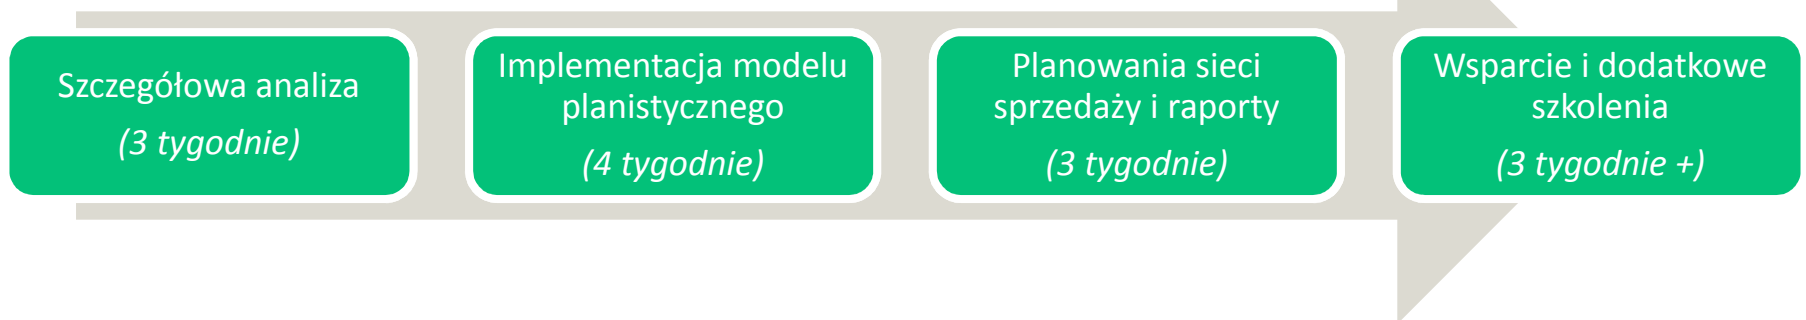 Szczegółowa analiza
(3 tygodnie)
Implementacja modelu
planistycznego
(4 tygodnie)
Planowania sieci
sprzedaży i raporty
(3 tygodnie)
Wsparcie i dodatkowe
szkolenia
(3 tygodnie +)